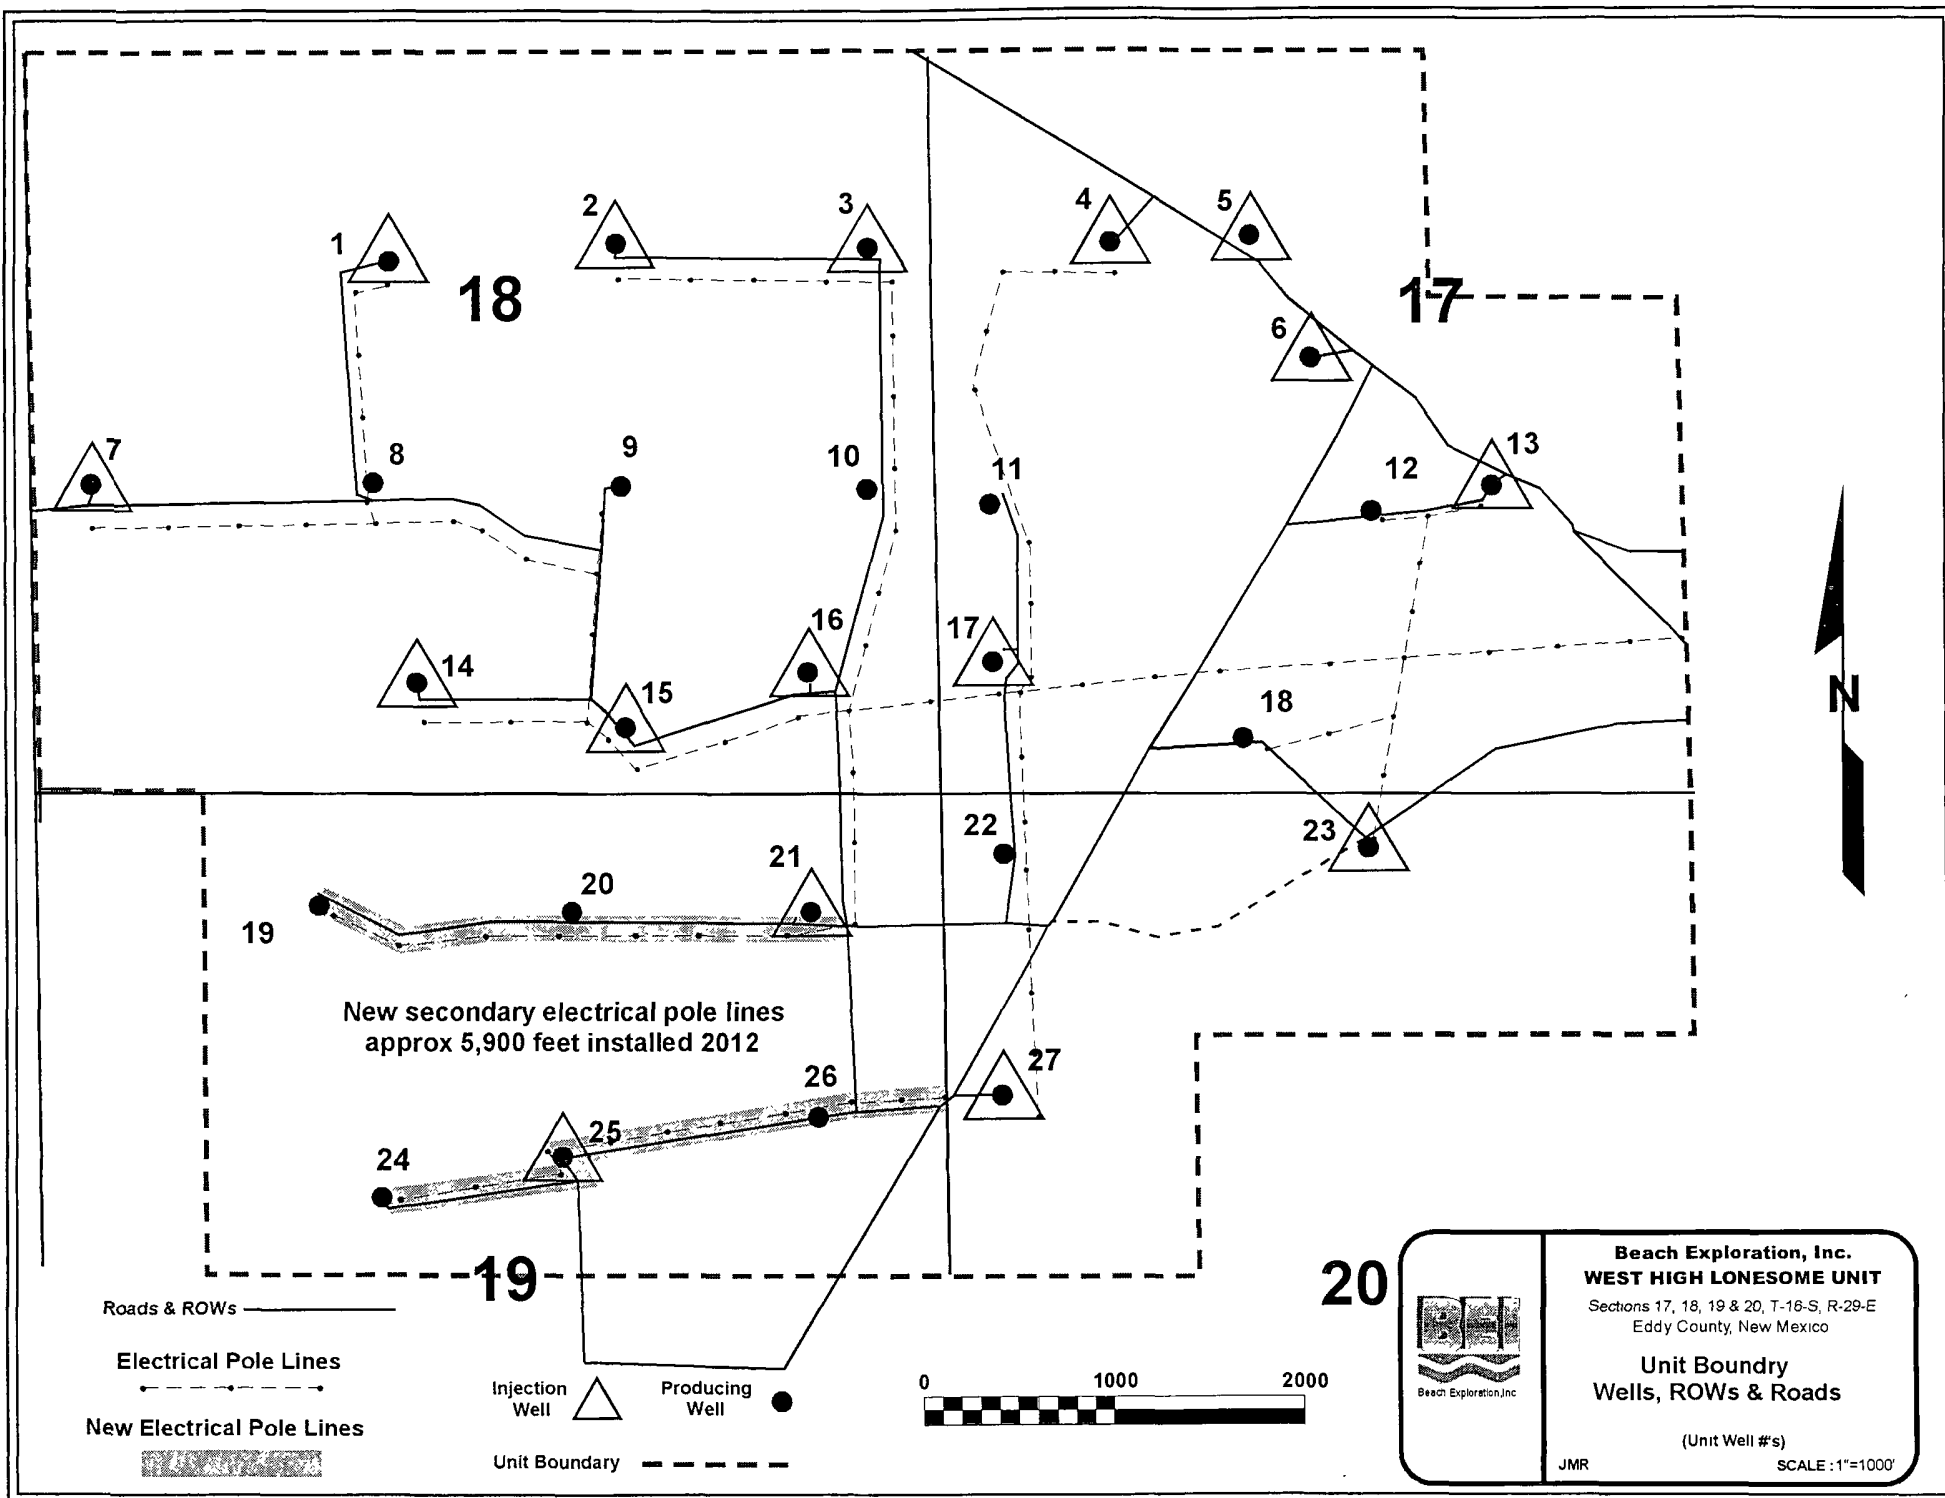 1
2
3
4
5
18
17
6
7
8
9
10
11
12
13
14
15
16
17
18
N
19
20
21
22
23
New secondary electrical pole lines
approx 5,900 feet installed 2012
24
25
26
27
19
20
Roads & ROWs
Electrical Pole Lines
New Electrical Pole Lines
Injection
Well
Producing
Well
Unit Boundary
0 1000 2000
BEI
Beach Exploration,Inc
Beach Exploration, Inc.
WEST HIGH LONESOME UNIT
Sections 17, 18, 19 & 20, T-16-S, R-29-E
Eddy County, New Mexico
Unit Boundry
Wells, ROWs & Roads
(Unit Well #'s)
JMR SCALE : 1"=1000'